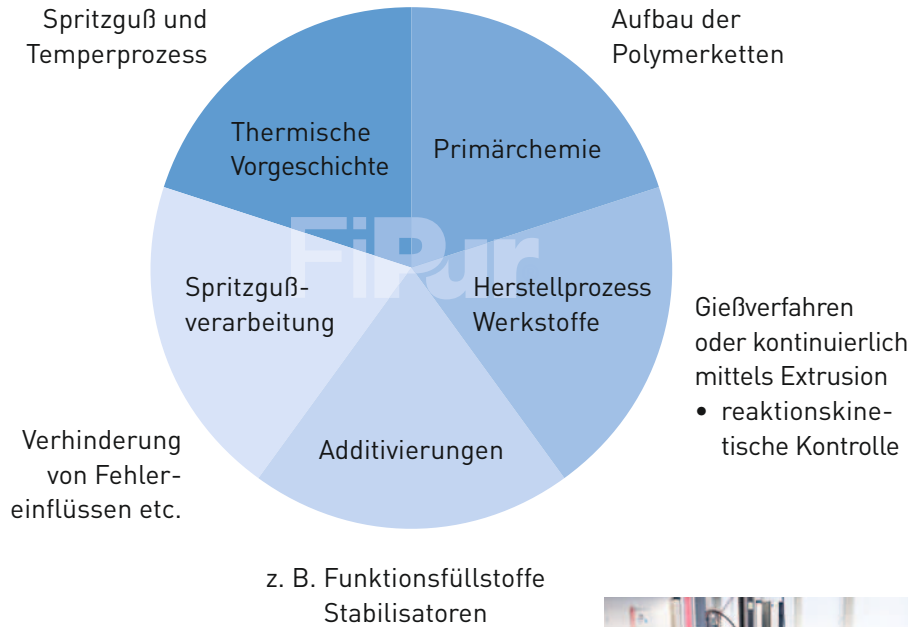 Spritzguß und
Temperprozess
Aufbau der
Polymerketten
Thermische
Vorgeschichte
Primärchemie
FiPur
Spritzguß-
verarbeitung
Herstellprozess
Werkstoffe
Gießverfahren
oder kontinuierlich
mittels Extrusion
• reaktionskine-
tische Kontrolle
Verhinderung
von Fehler-
einflüssen etc.
Additivierungen
z. B. Funktionsfüllstoffe
Stabilisatoren